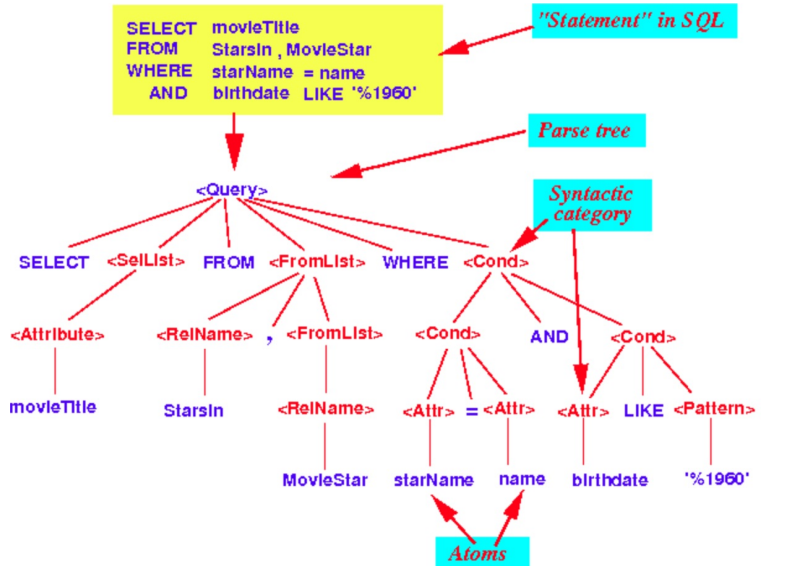 SELECT movieTitle
FROM StarsIn , MovieStar
WHERE starName = name
AND birthdate LIKE '%1960'
"Statement" in SQL
Parse tree
<Query>
Syntactic
category
SELECT <SelList> FROM <FromList> WHERE <Cond>
<Attribute> <RelName> , <FromList> <Cond> AND <Cond>
movieTitle StarsIn <RelName> <Attr> = <Attr> <Attr> LIKE <Pattern>
MovieStar starName name birthdate '%1960'
Atoms